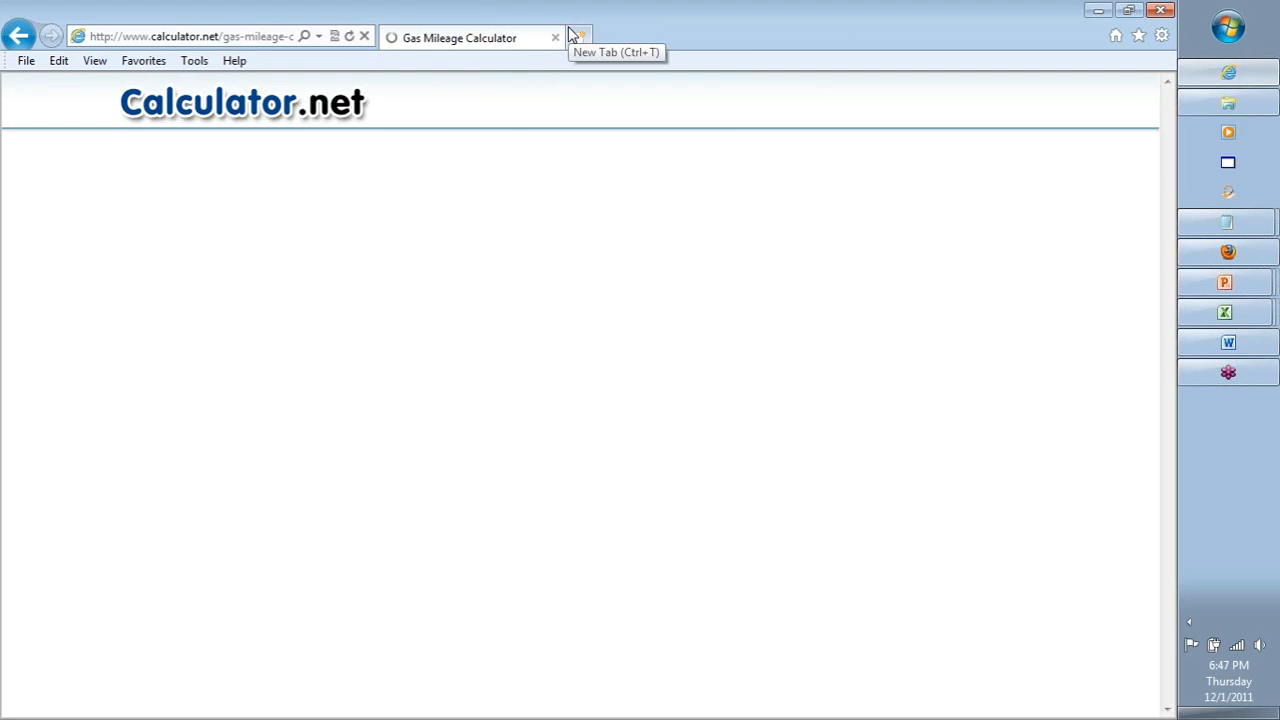 http://www.calculator.net/gas-mileage-c
Gas Mileage Calculator
New Tab (Ctrl+T)
File Edit View Favorites Tools Help
Calculator.net
6:47 PM
Thursday
12/1/2011